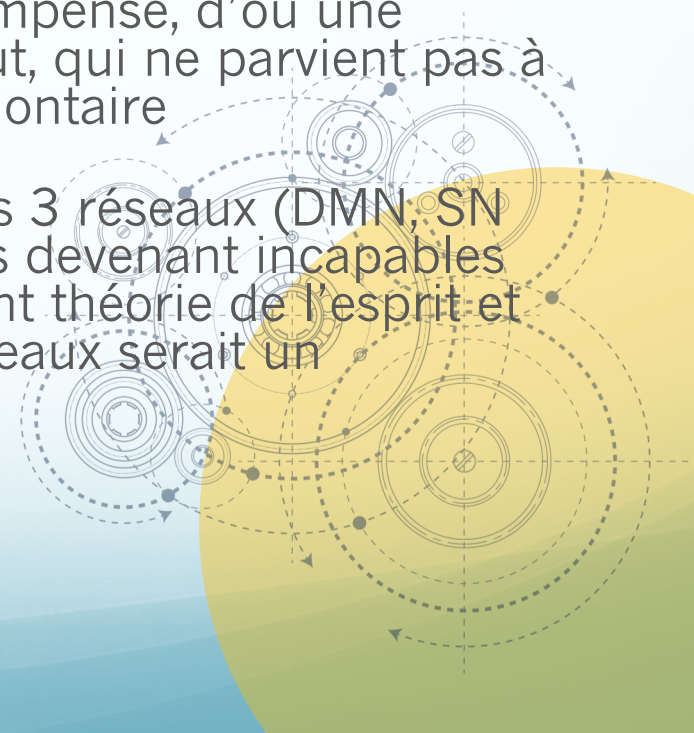 mpense, d'où une
ut, qui ne parvient pas à
ontaire
s 3 réseaux (DMN, SN
s devenant incapables
nt théorie de l'esprit et
eaux serait un